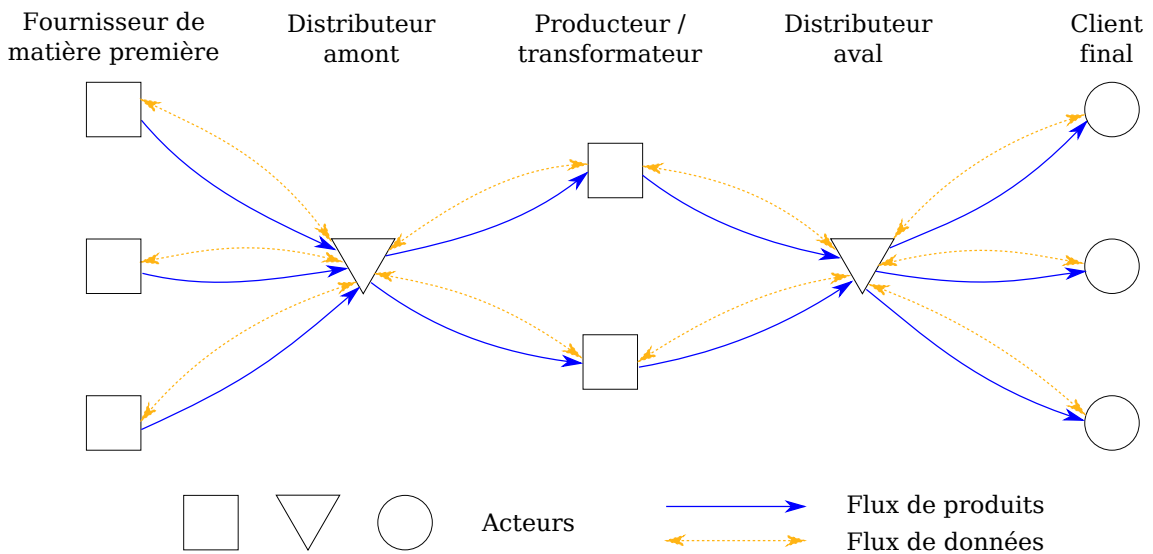 Fournisseur de
matière première
Distributeur
amont
Producteur /
transformateur
Distributeur
aval
Client
final
Acteurs
Flux de produits
Flux de données